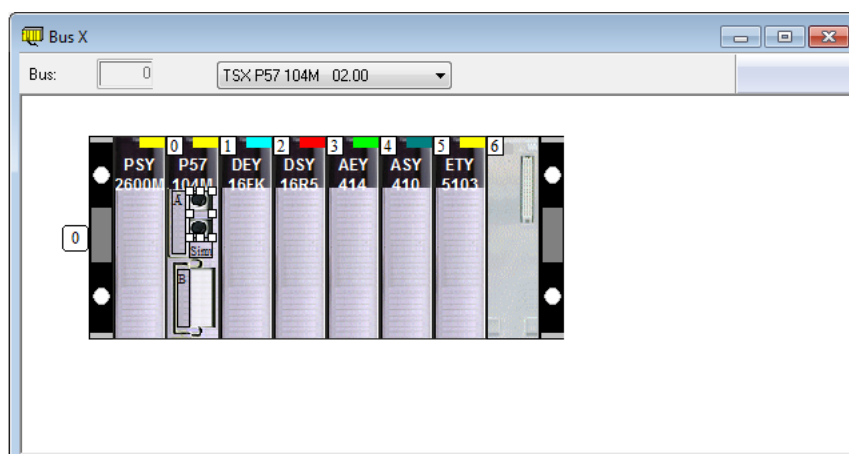 Bus X
Bus: 0 TSX P57 104M 02.00
0 1 2 3 4 5 6
PSY P57 DEY DSY AEY ASY ETY
2600M 104M 16FK 16R5 414 410 5103
A
0
Sim
B